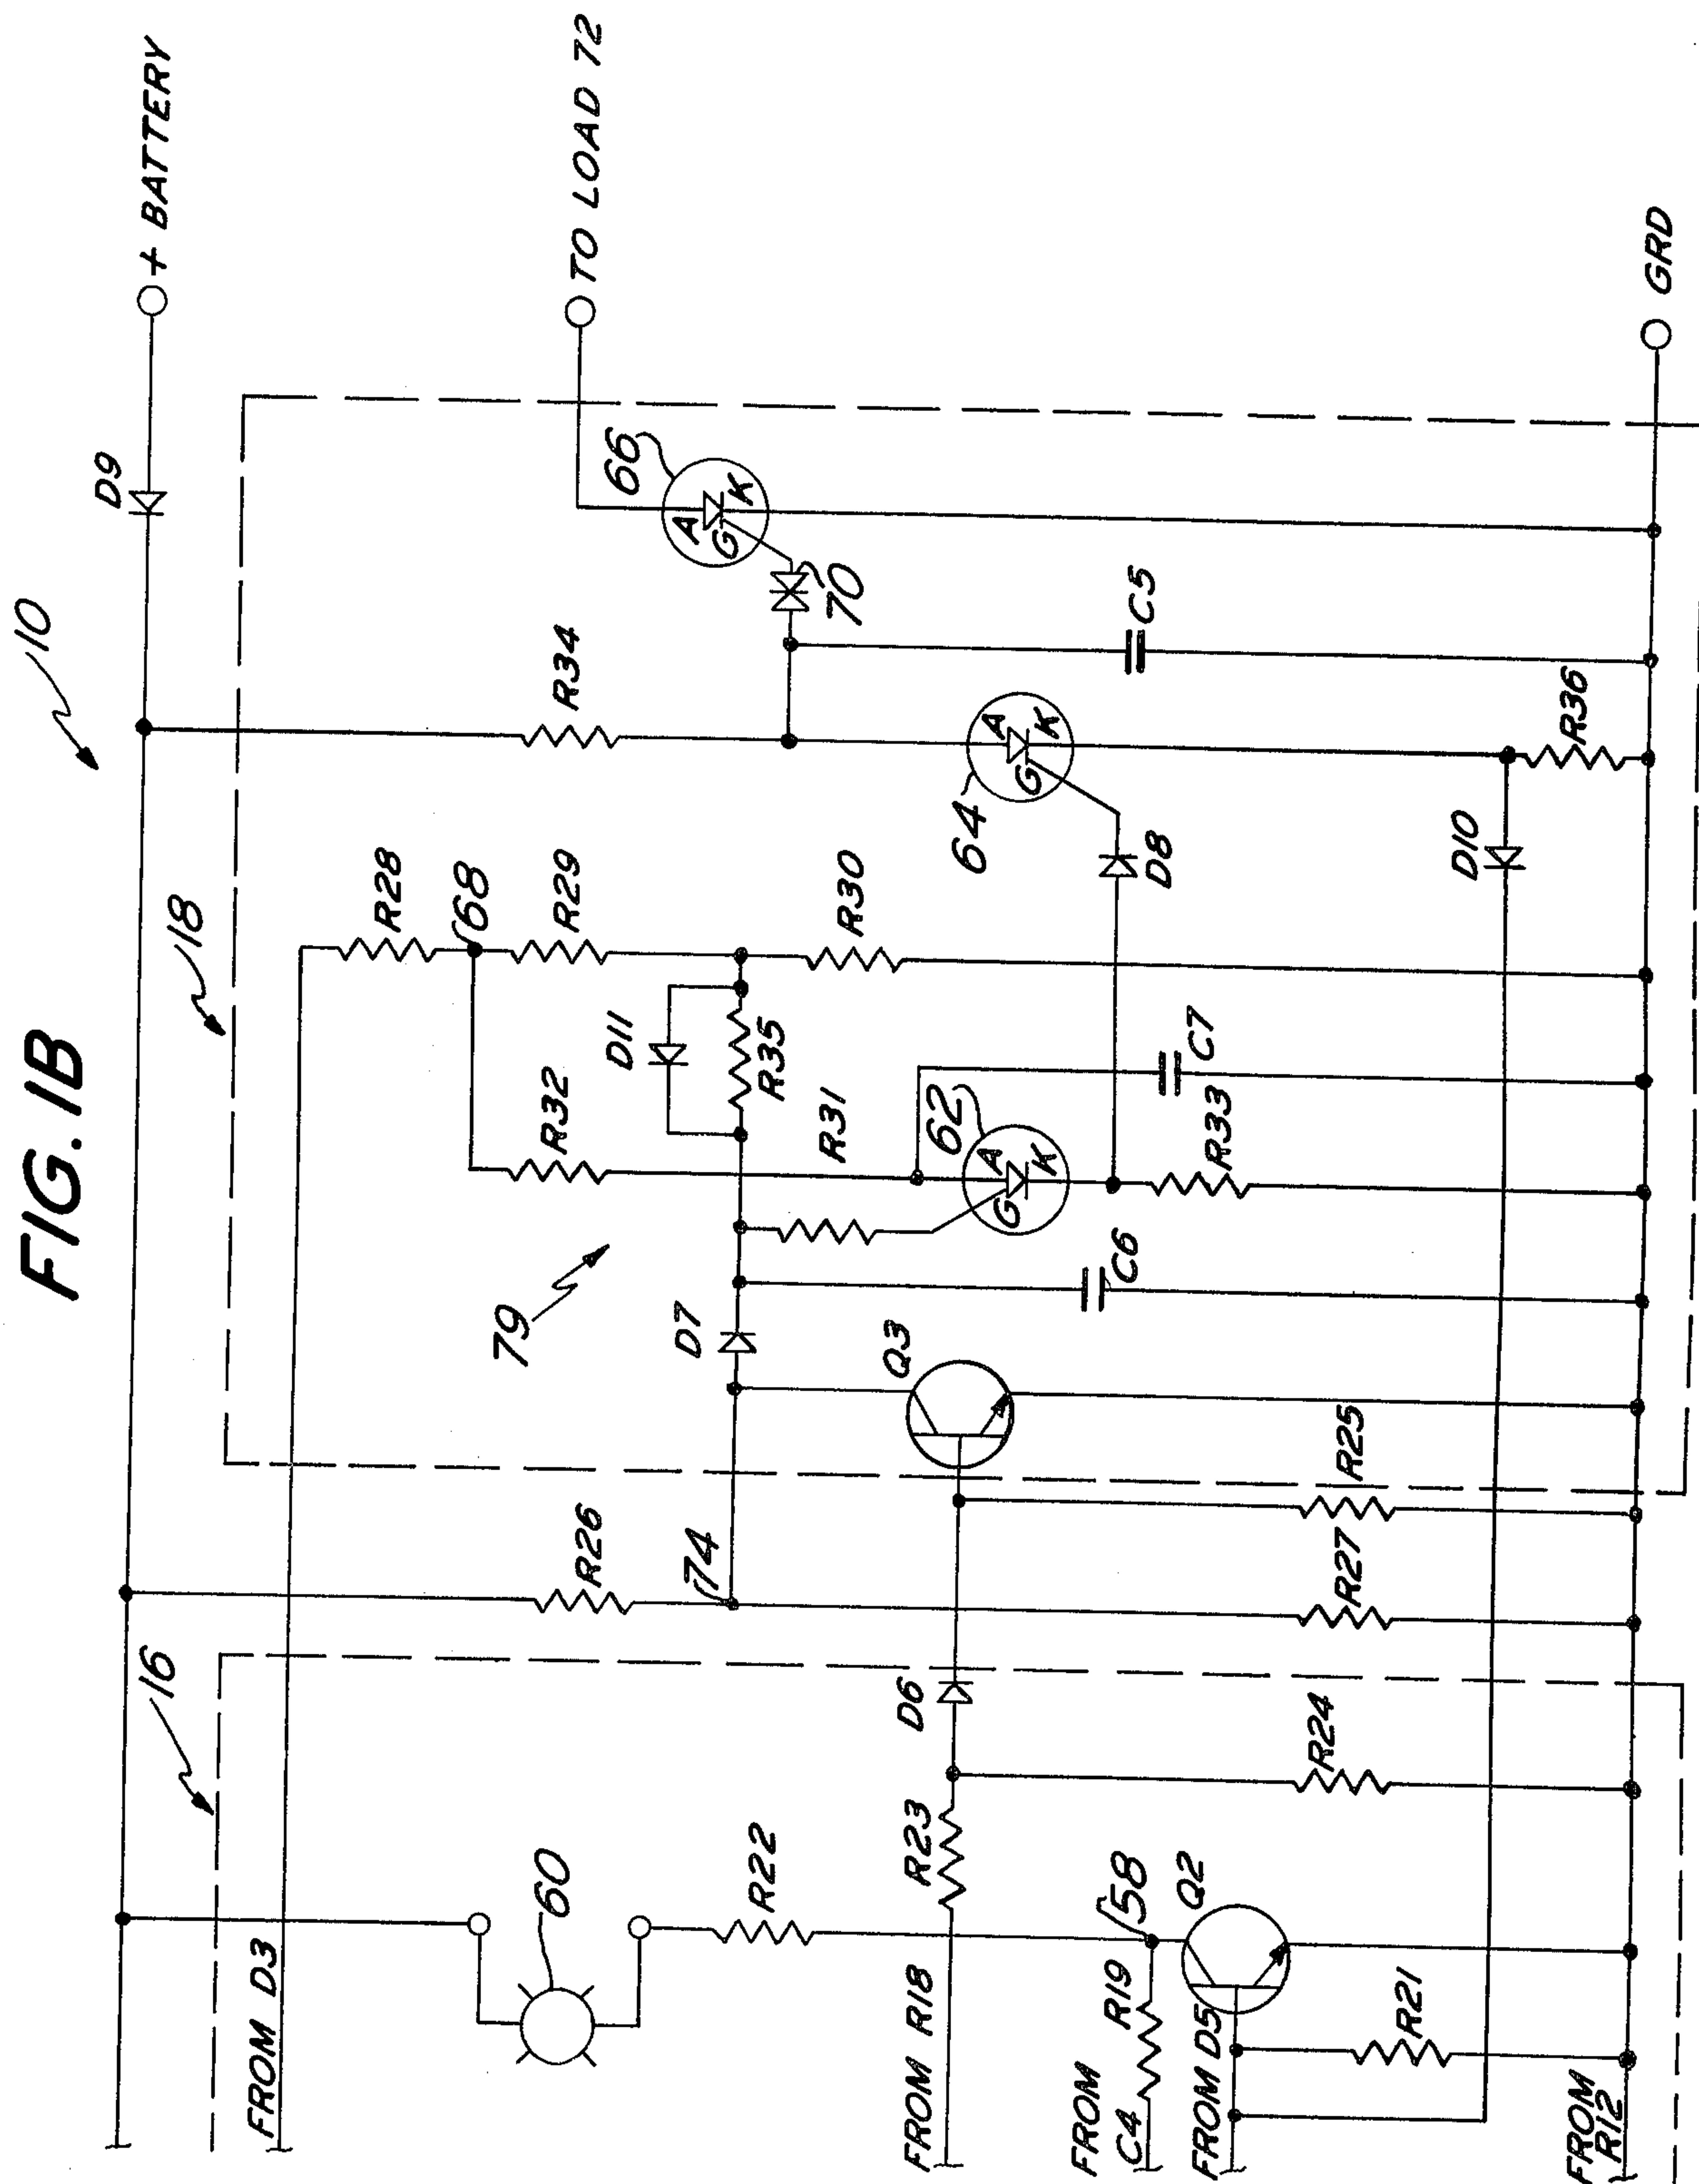 FIG. 1B
10
+ BATTERY
D9
TO LOAD 72
18
16
FROM D3
60
R22
R26
74
79
D7
R32
D11
R35
R31
R28
68
R29
R30
R34
66
A
G
K
70
C5
64
A
G
K
D8
62
A
G
K
C7
R33
C6
Q3
R25
R27
D6
R24
R23
FROM R18
58
Q2
R19
FROM
C4
FROM D5
R21
D10
R36
GRD
FROM
R12